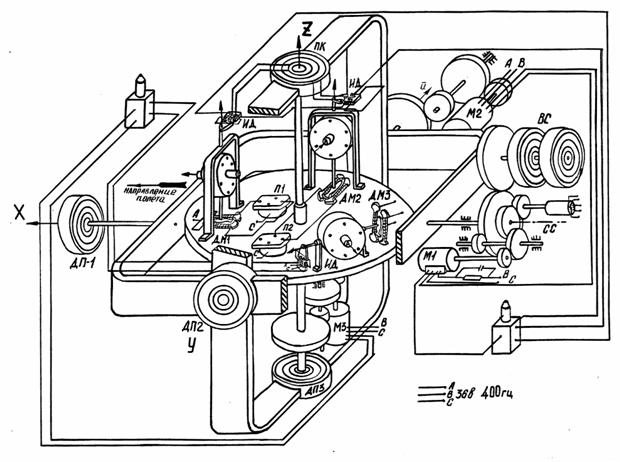 Z
ПК
А В
М2
ИД
ИД
ВС
НАПРАВЛЕНИЕ
ПОЛЕТА
П1
ДМ2
ДМ3
X
А
С
ДМ1
П2
С
СС
ДП-1
ИД
М1
В
С
ДП2
У
М3
В
С
ДП3
А
В 36В 400гц
С